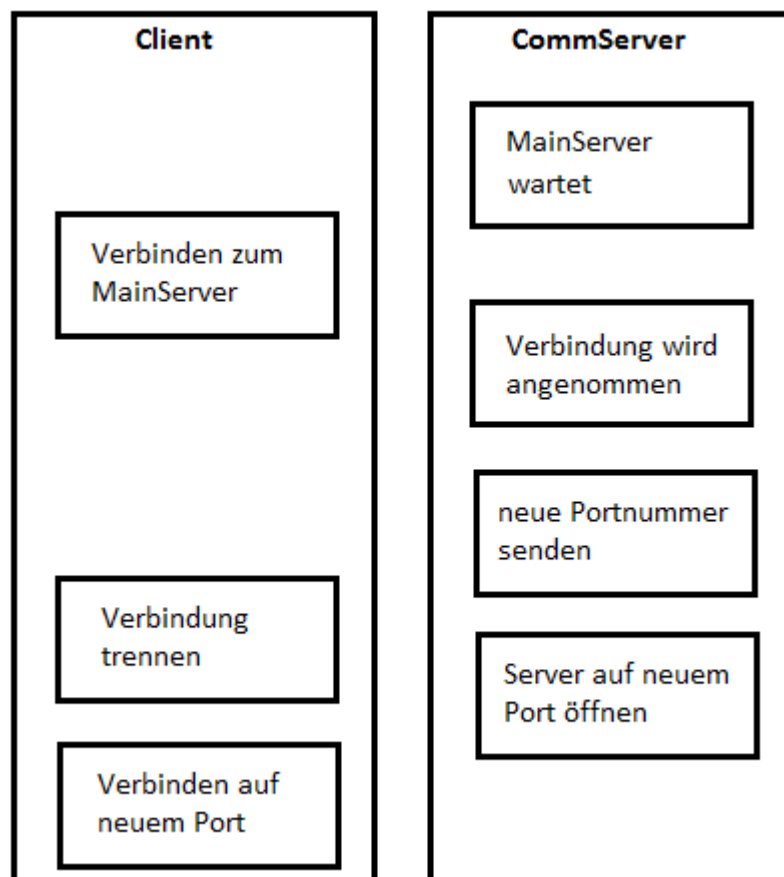 Client
Verbinden zum
MainServer
Verbindung
trennen
Verbinden auf
neuem Port
CommServer
MainServer
wartet
Verbindung wird
angenommen
neue Portnummer
senden
Server auf neuem
Port öffnen